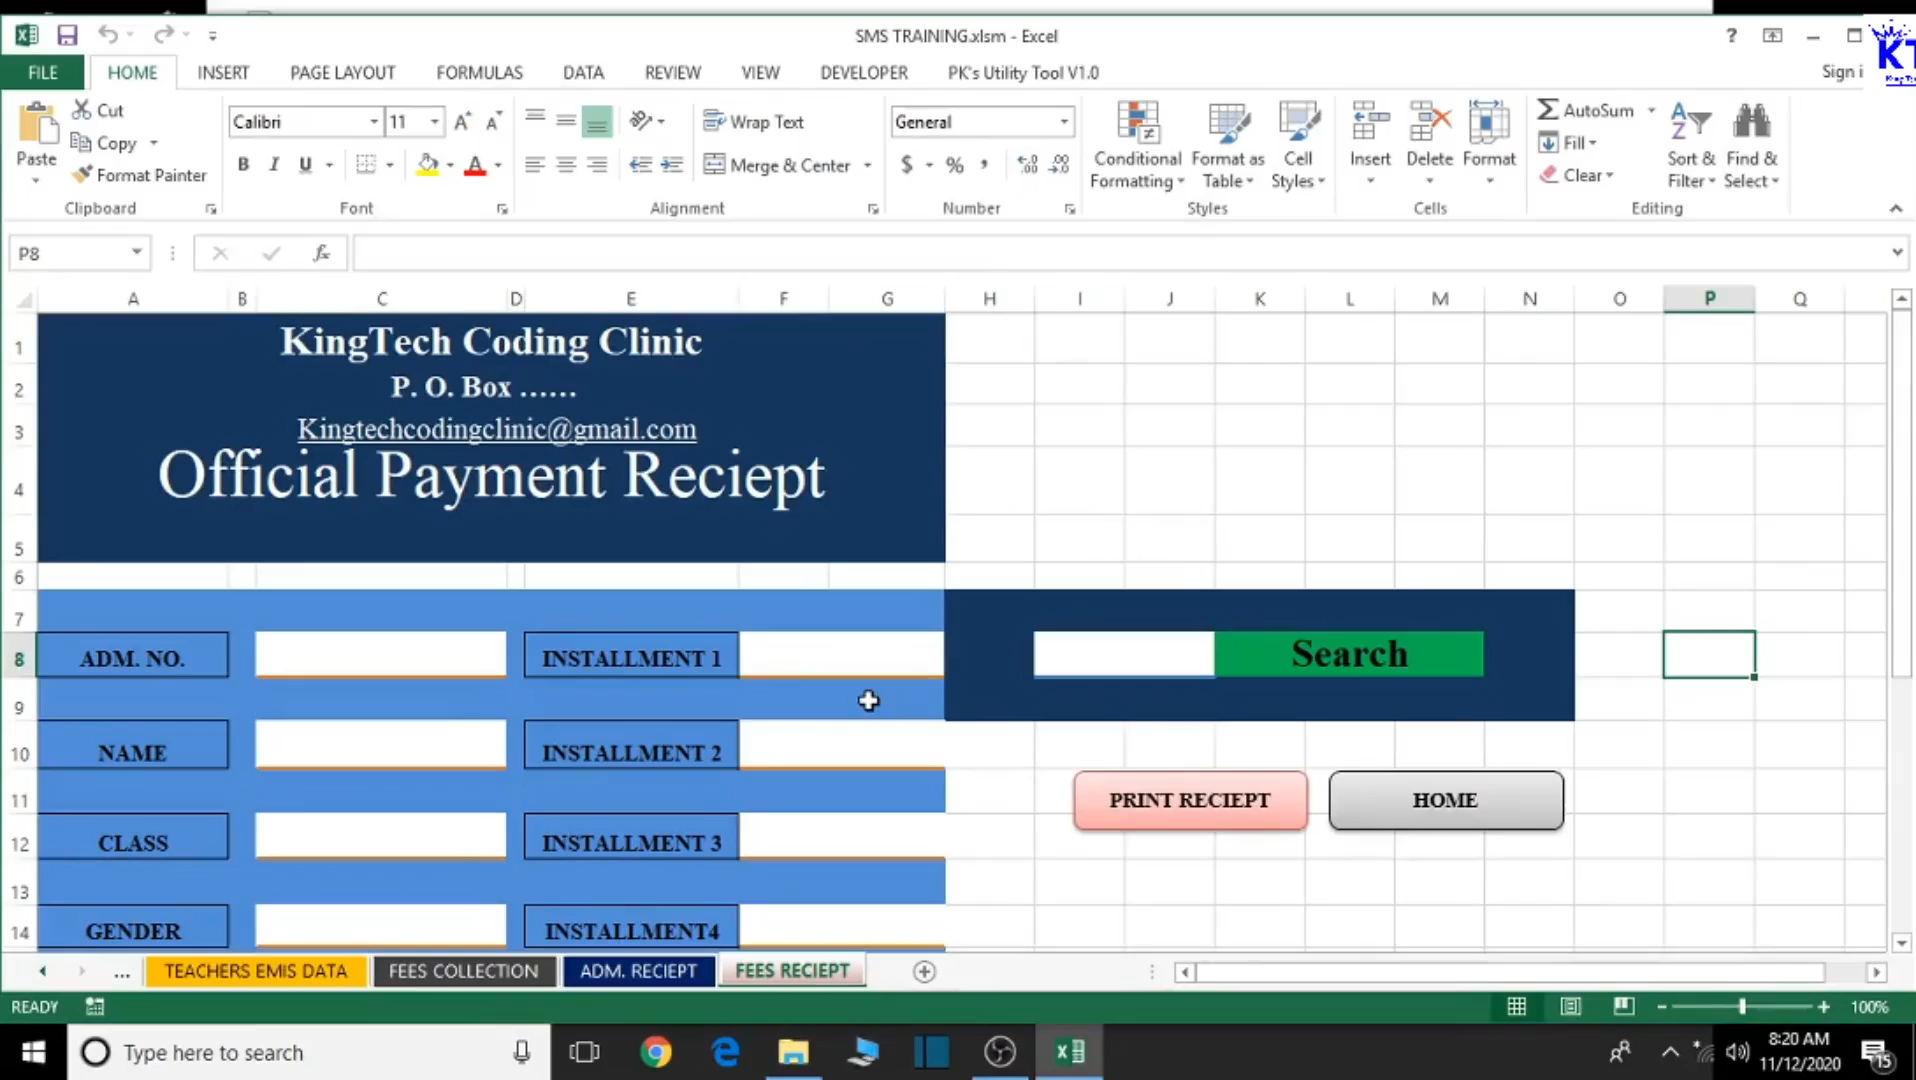 SMS TRAINING.xlsm - Excel
?
FILE HOME INSERT PAGE LAYOUT FORMULAS DATA REVIEW VIEW DEVELOPER PK's Utility Tool V1.0 Sign i
Cut
Copy
Format Painter
Paste
Clipboard
Calibri 11
B I U
Font
Wrap Text
Merge & Center
Alignment
General
$ % ,
Number
Conditional Formatting
Format as Table
Cell Styles
Styles
Insert
Delete
Format
Cells
AutoSum
Fill
Clear
Sort & Filter
Find & Select
Editing
P8
fx
A B C D E F G H I J K L M N O P Q
1
KingTech Coding Clinic
2
P. O. Box ......
3
Kingtechcodingclinic@gmail.com
4
Official Payment Reciept
5
6
7
8 ADM. NO. INSTALLMENT 1 Search
9
10 NAME INSTALLMENT 2
11 PRINT RECIEPT HOME
12 CLASS INSTALLMENT 3
13
14 GENDER INSTALLMENT4
... TEACHERS EMIS DATA FEES COLLECTION ADM. RECIEPT FEES RECIEPT
READY 100%
Type here to search
8:20 AM
11/12/2020
15